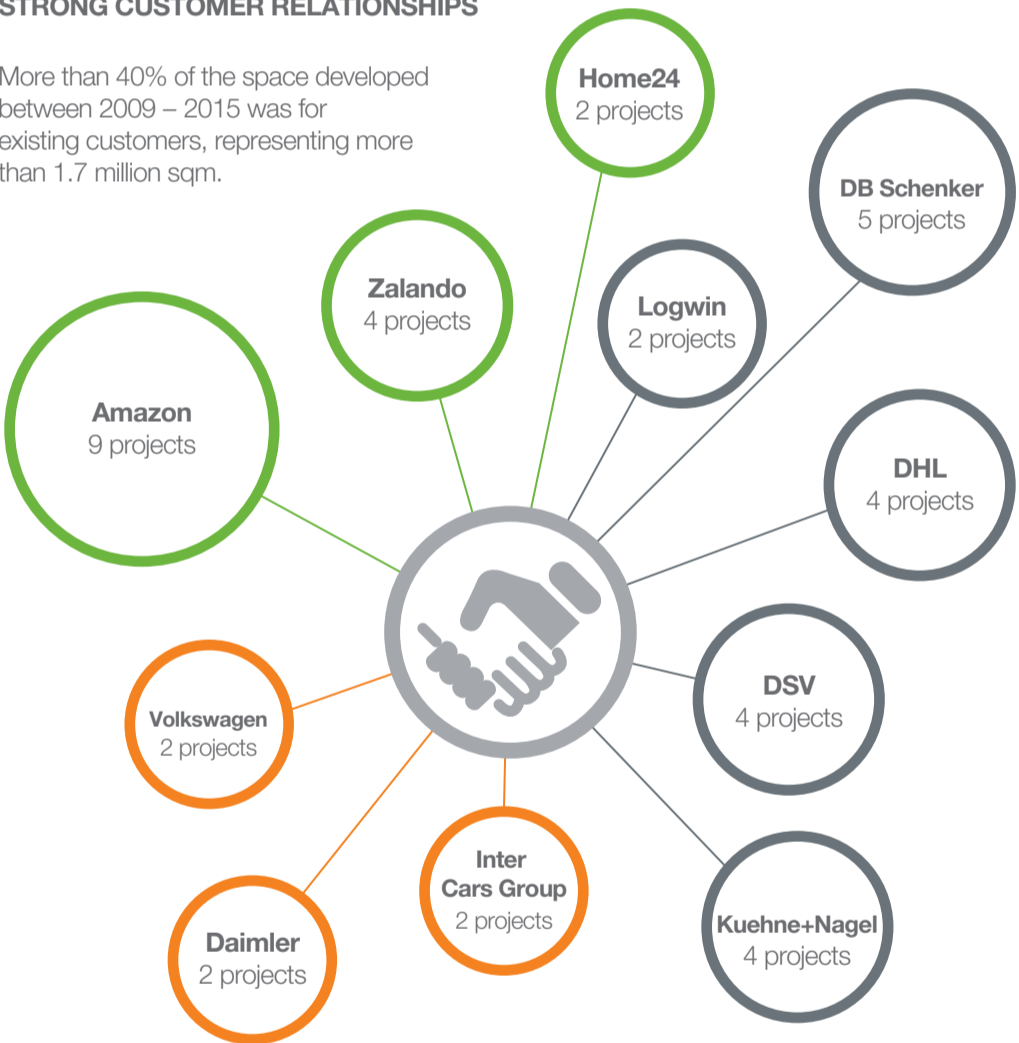 STRONG CUSTOMER RELATIONSHIPS
More than 40% of the space developed
between 2009 – 2015 was for
existing customers, representing more
than 1.7 million sqm.
Home24
2 projects
DB Schenker
5 projects
Zalando
4 projects
Logwin
2 projects
Amazon
9 projects
DHL
4 projects
DSV
4 projects
Volkswagen
2 projects
Inter
Cars Group
2 projects
Kuehne+Nagel
4 projects
Daimler
2 projects